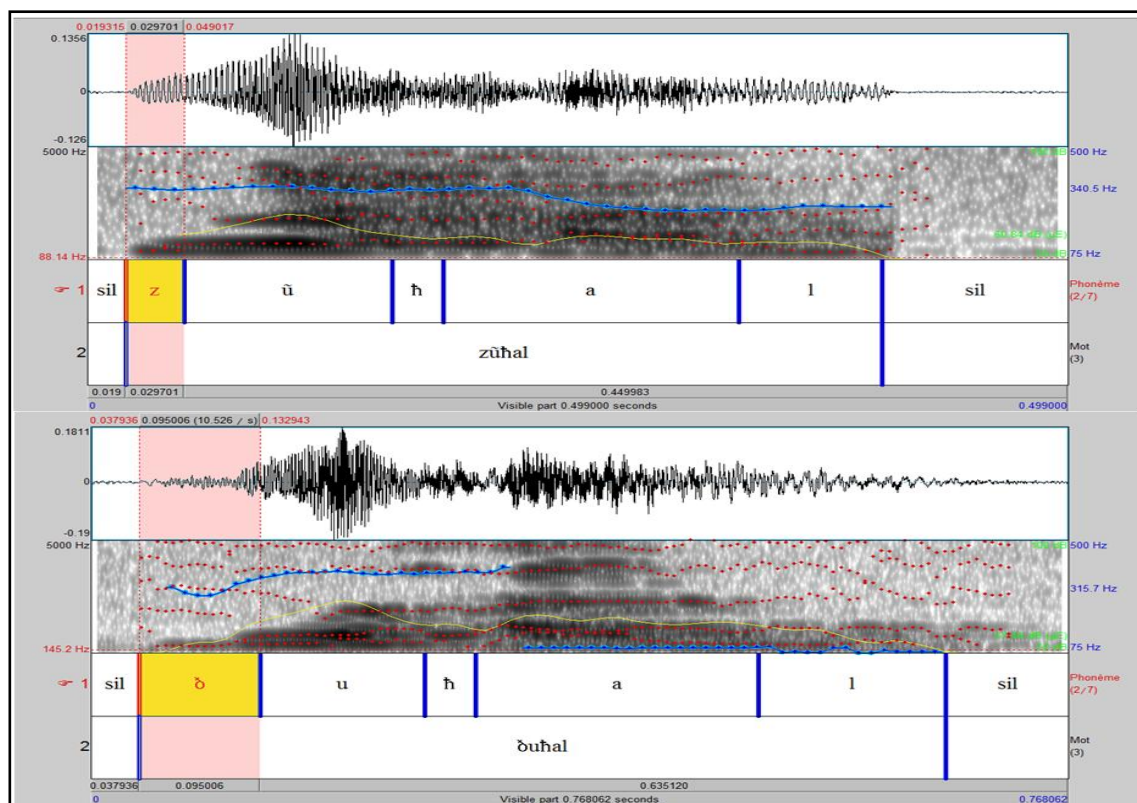 0.019315 0.029701 0.049017
0.1356
0
-0.126
5000 Hz 500 Hz
340.5 Hz
88.14 Hz 75 Hz
☞ 1 sil z ũ ħ a l sil Phonème (2/7)
2 zũħal Mot (3)
0.019 0.029701 0.449983
0 Visible part 0.499000 seconds 0.499000
0.037936 0.095006 (10.526 / s) 0.132943
0.1811
0
-0.19
5000 Hz 500 Hz
315.7 Hz
145.2 Hz 75 Hz
☞ 1 sil ð u ħ a l sil Phonème (2/7)
2 ðuħal Mot (3)
0.037936 0.095006 0.635120
0 Visible part 0.768062 seconds 0.768062